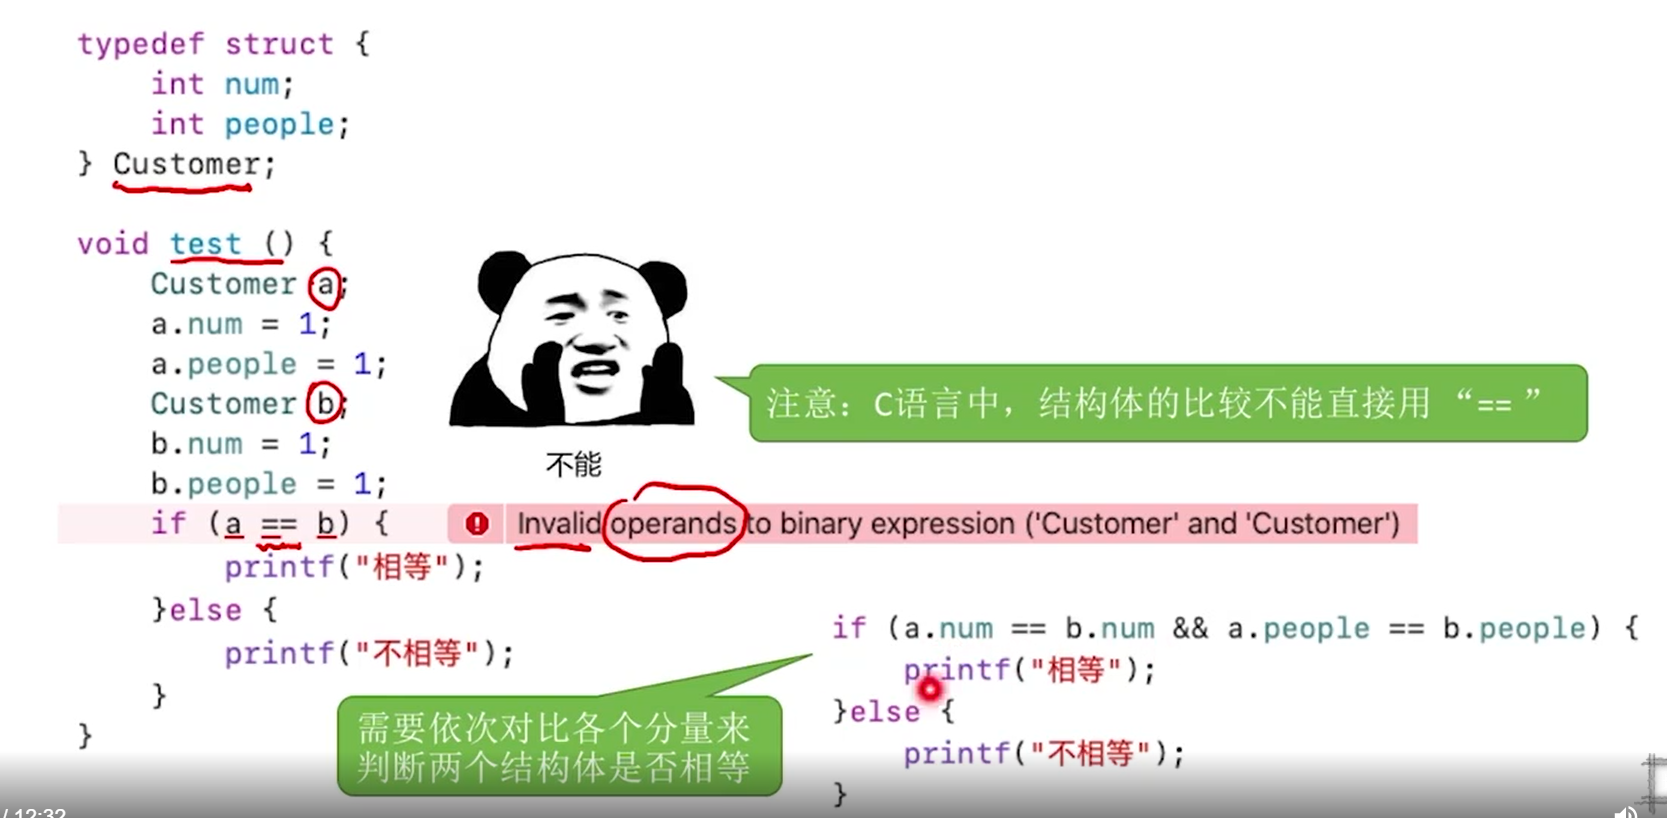 typedef struct {
int num;
int people;
} Customer;
void test () {
Customer a;
a.num = 1;
a.people = 1;
Customer b;
b.num = 1;
b.people = 1;
if (a == b) {
Invalid operands to binary expression ('Customer' and 'Customer')
printf("相等");
}else {
printf("不相等");
}
}
不能
注意：C语言中，结构体的比较不能直接用 “== ”
需要依次对比各个分量来
判断两个结构体是否相等
if (a.num == b.num && a.people == b.people) {
printf("相等");
}else {
printf("不相等");
}
/ 12:32